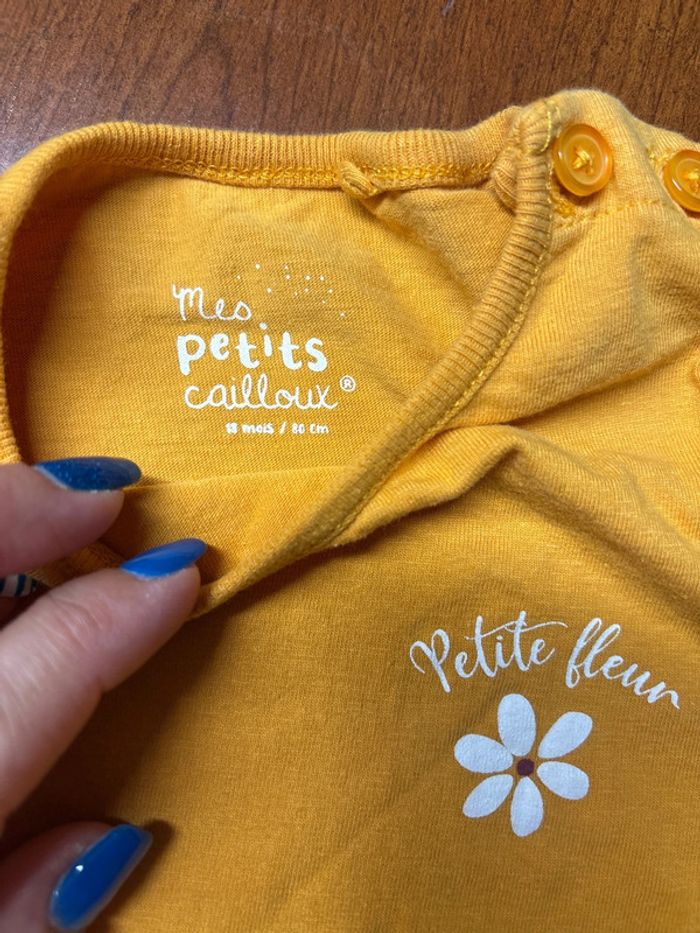 Mes
petits
cailloux®
18 mois / 80 cm
Petite fleur